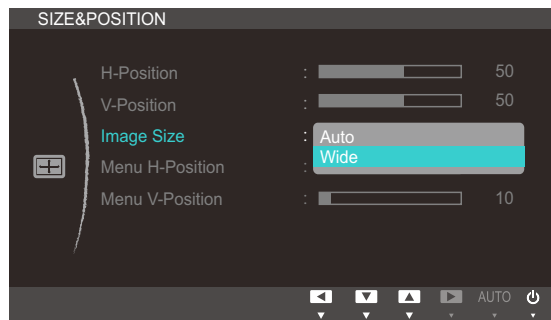 SIZE&POSITION
H-Position : 50
V-Position : 50
Image Size : Auto
Wide
Menu H-Position :
Menu V-Position : 10
AUTO